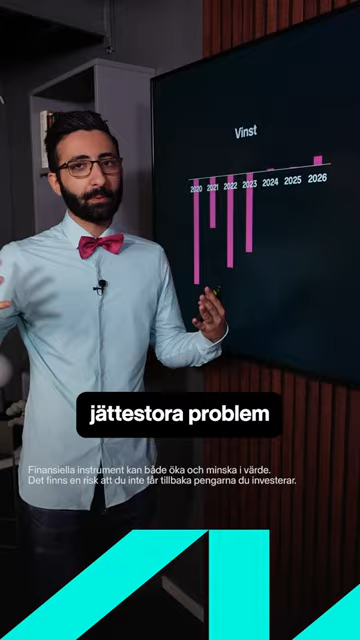 Vinst
2020 2021 2022 2023 2024 2025 2026
jättestora problem
Finansiella instrument kan både öka och minska i värde.
Det finns en risk att du inte får tillbaka pengarna du investerar.